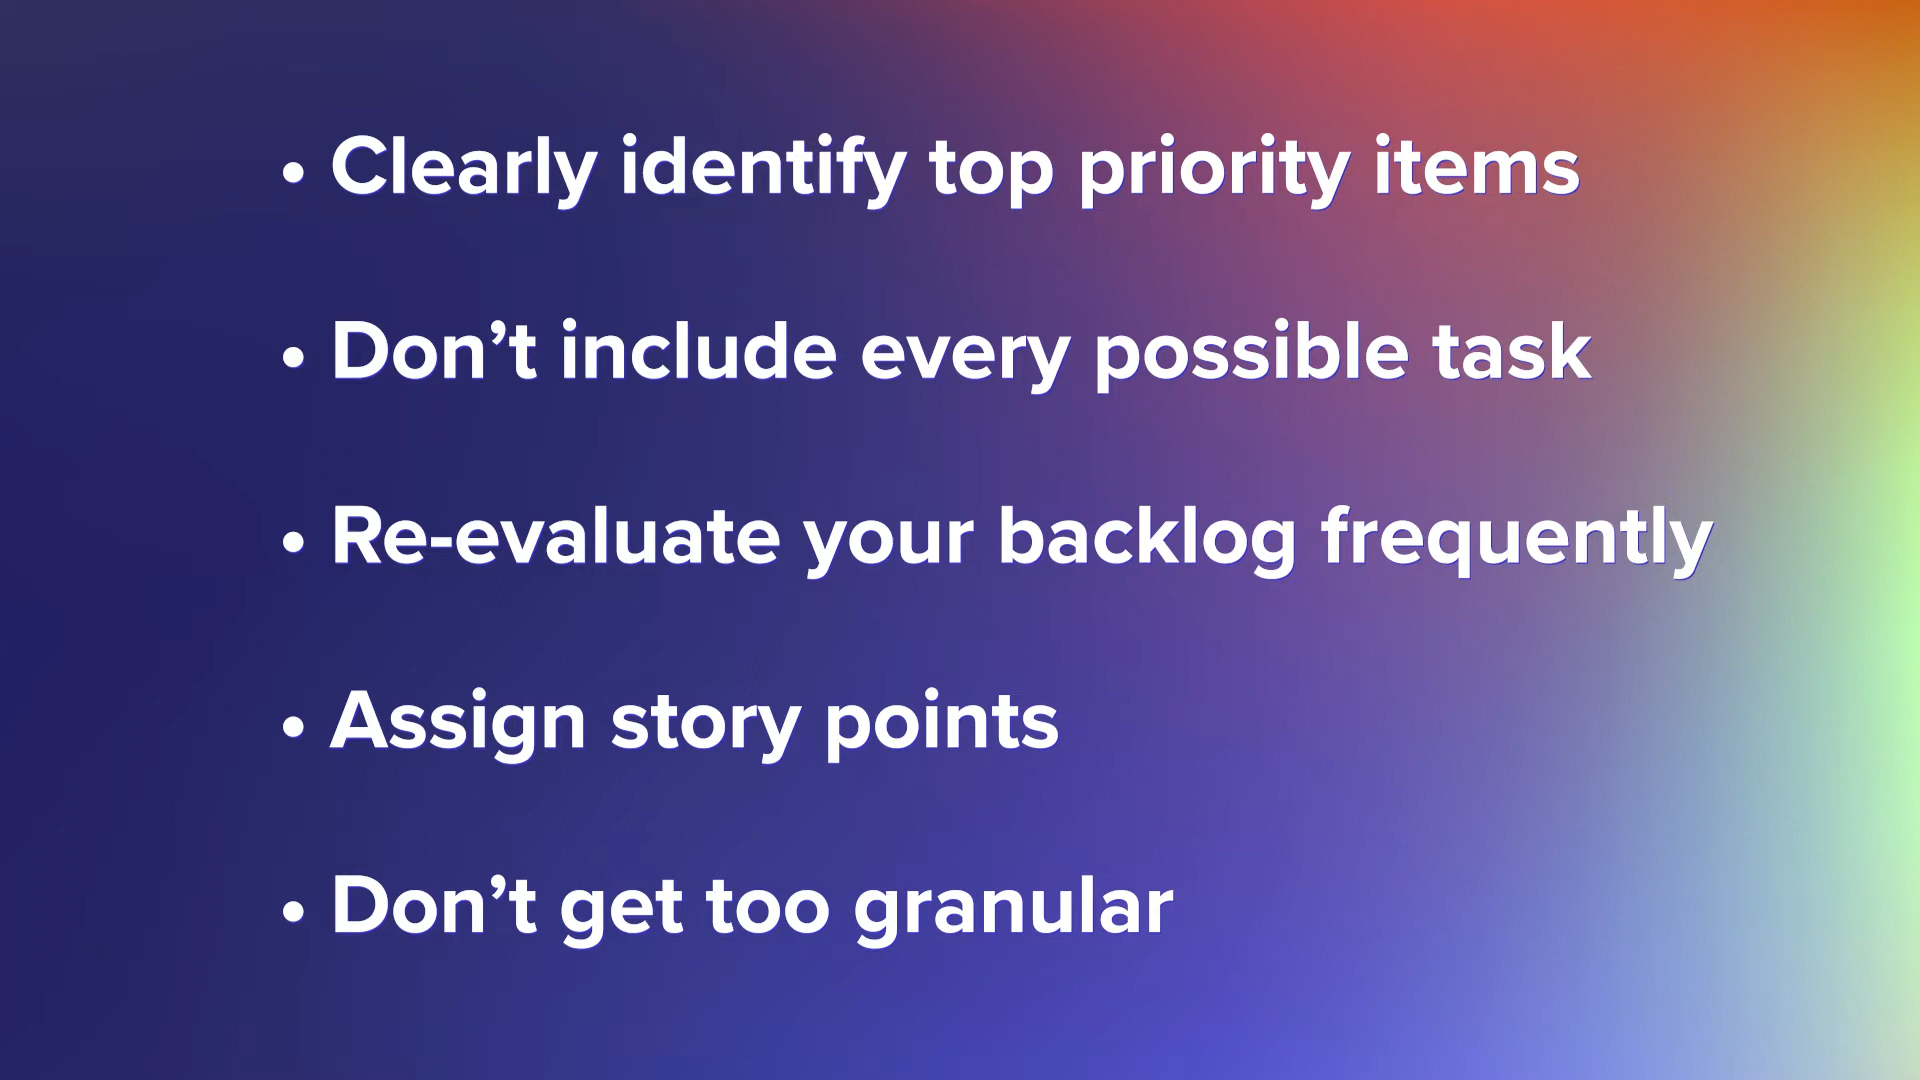 • Clearly identify top priority items
• Don’t include every possible task
• Re-evaluate your backlog frequently
• Assign story points
• Don’t get too granular